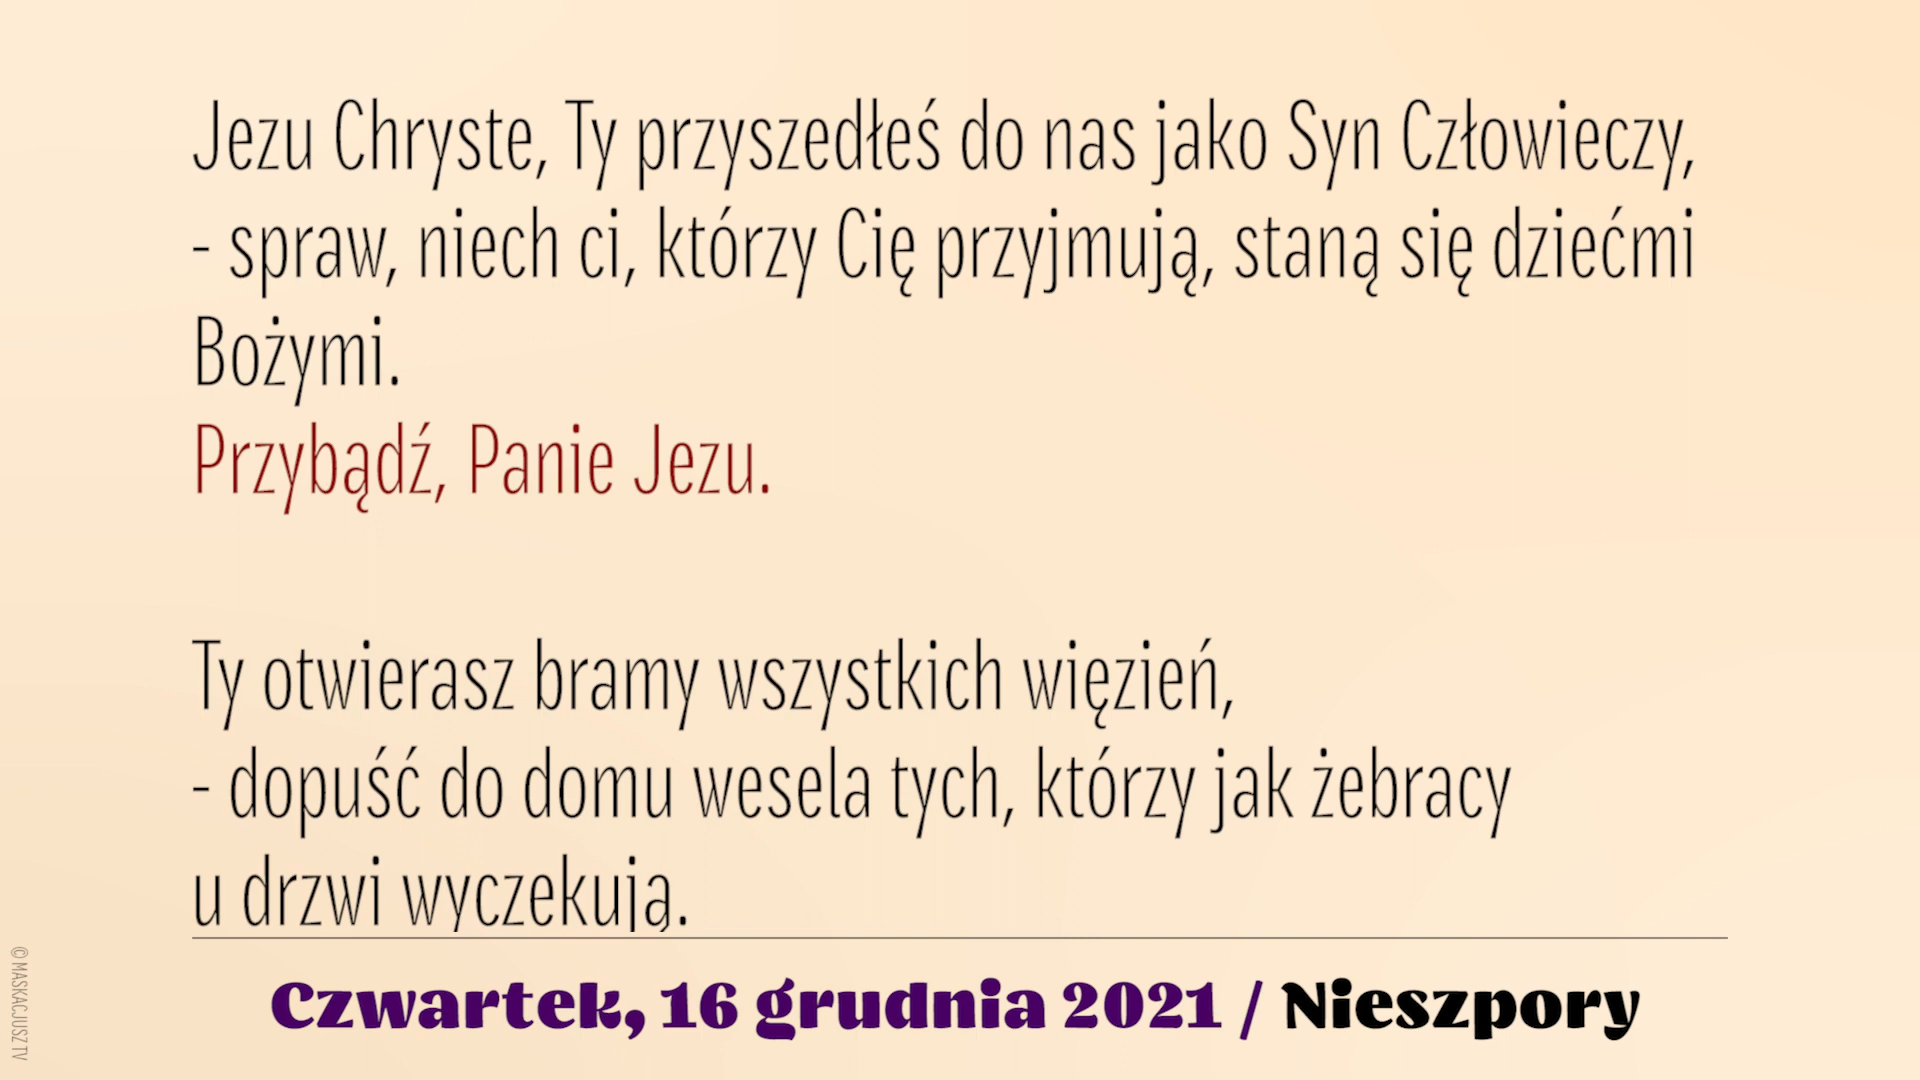 Jezu Chryste, Ty przyszedłeś do nas jako Syn Człowieczy,
- spraw, niech ci, którzy Cię przyjmują, staną się dziećmi
Bożymi.
Przybądź, Panie Jezu.
Ty otwierasz bramy wszystkich więzień,
- dopuść do domu wesela tych, którzy jak żebracy
u drzwi wyczekują.
Czwartek, 16 grudnia 2021 / Nieszpory
© MASKACJUSZ TV